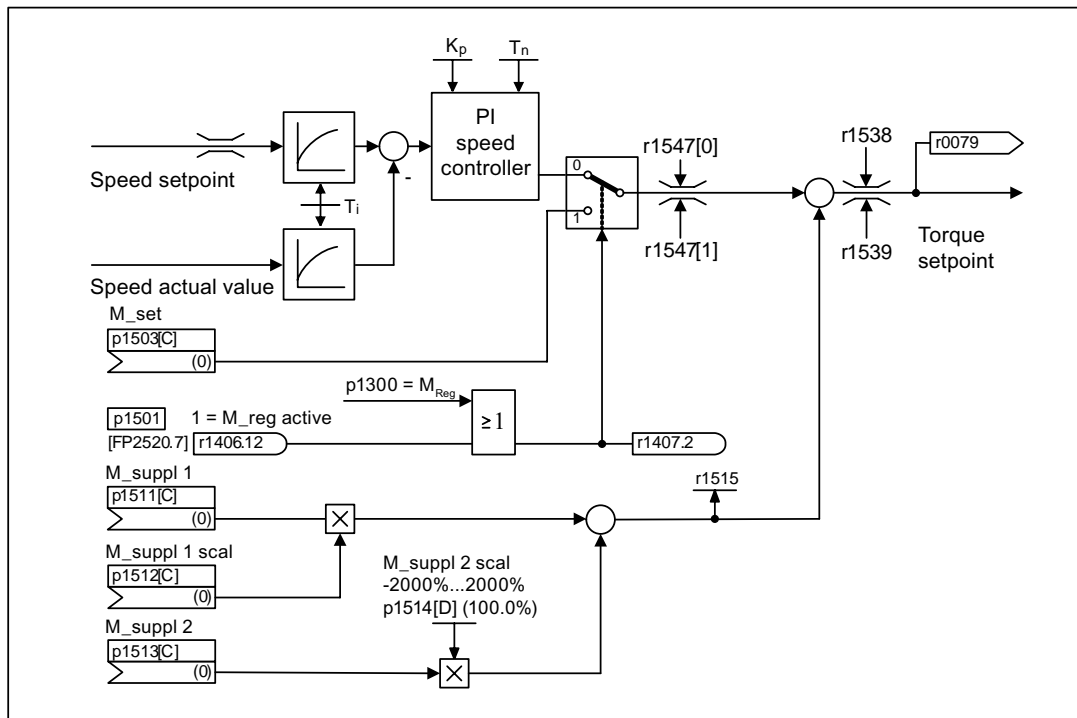 Kp
Tn
PI
speed
controller
Speed setpoint
-
Ti
0
1
r1547[0]
r1547[1]
r1538
r1539
r0079
Torque
setpoint
Speed actual value
M_set
p1503[C]
(0)
p1300 = MReg
≥1
p1501
1 = M_reg active
[FP2520.7]
r1406.12
r1407.2
M_suppl 1
p1511[C]
(0)
r1515
M_suppl 1 scal
p1512[C]
(0)
M_suppl 2 scal
-2000%...2000%
p1514[D] (100.0%)
M_suppl 2
p1513[C]
(0)